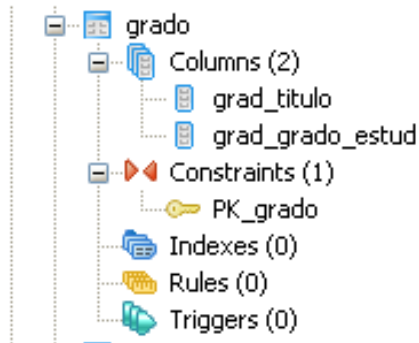 grado
Columns (2)
grad_titulo
grad_grado_estud
Constraints (1)
PK_grado
Indexes (0)
Rules (0)
Triggers (0)